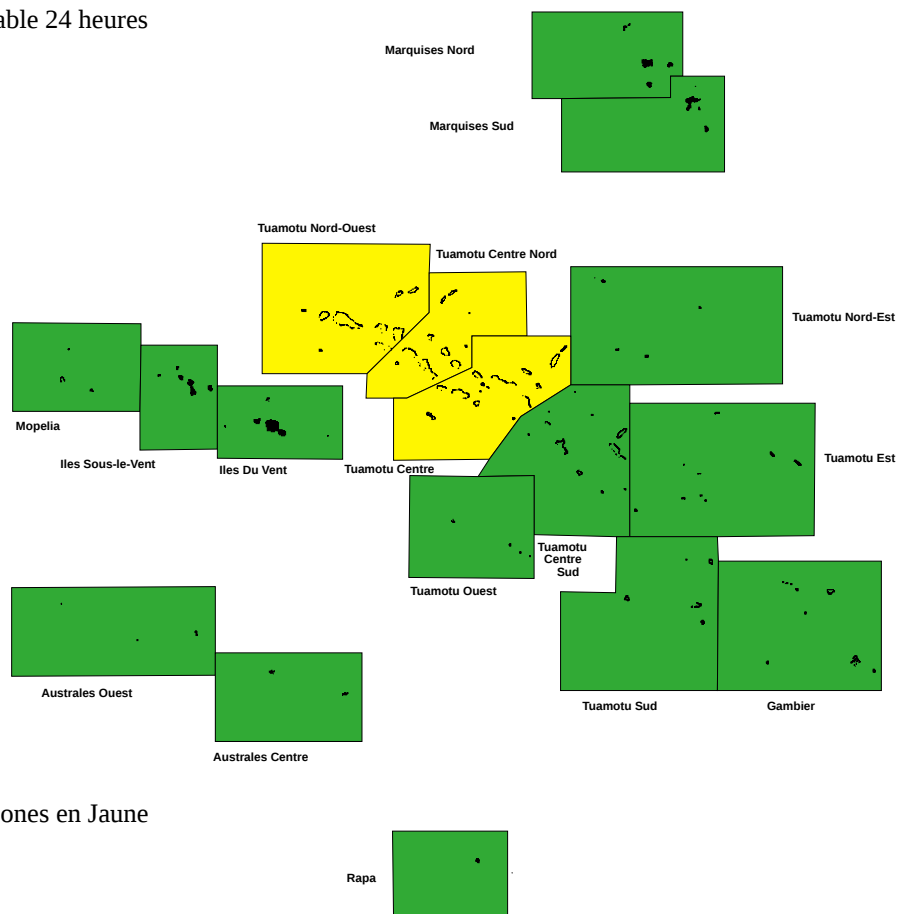 able 24 heures
Marquises Nord
Marquises Sud
Tuamotu Nord-Ouest
Tuamotu Centre Nord
Tuamotu Nord-Est
Mopelia
Iles Sous-le-Vent
Iles Du Vent
Tuamotu Centre
Tuamotu Est
Tuamotu
Centre
Sud
Tuamotu Ouest
Australes Ouest
Tuamotu Sud
Gambier
Australes Centre
ones en Jaune
Rapa